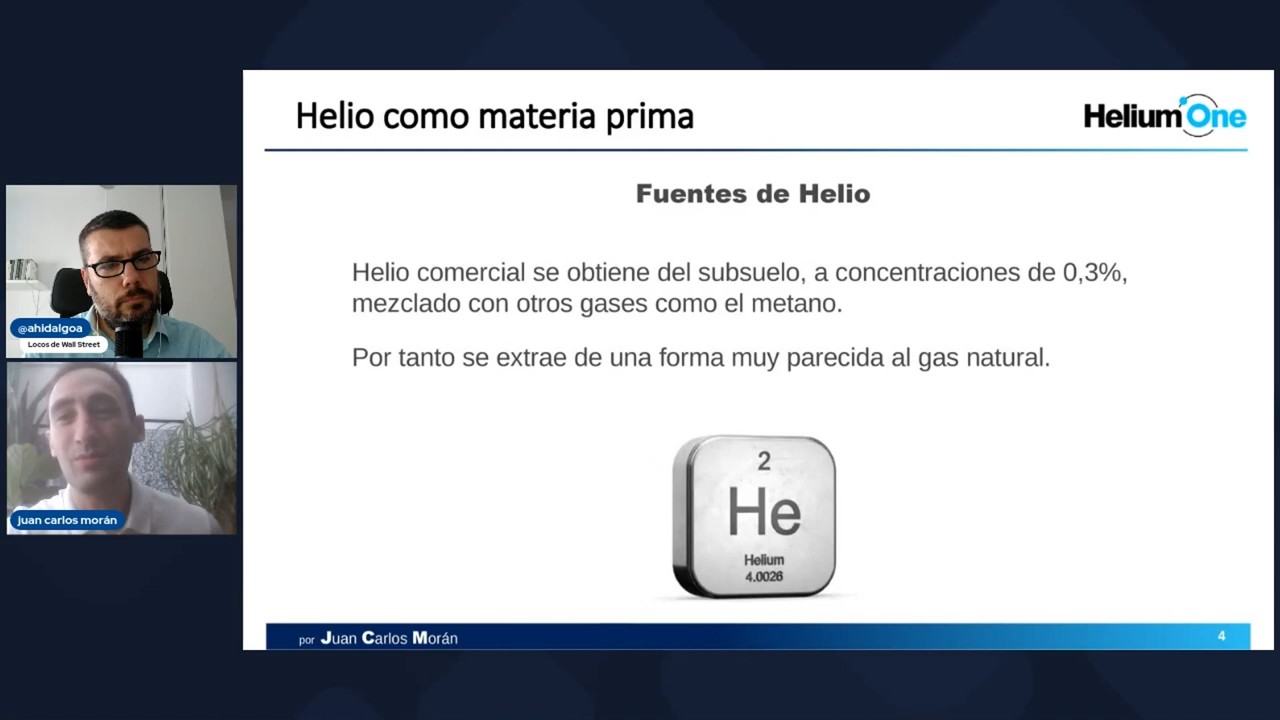 Helio como materia prima
HeliumOne
Fuentes de Helio
Helio comercial se obtiene del subsuelo, a concentraciones de 0,3%,
mezclado con otros gases como el metano.
Por tanto se extrae de una forma muy parecida al gas natural.
2
He
Helium
4.0026
por Juan Carlos Morán
4
@ahidalgoa
Locos de Wall Street
juan carlos morán